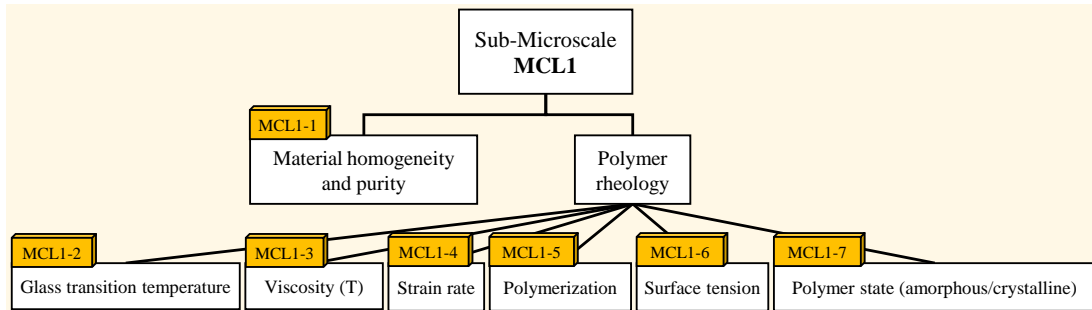 Sub-Microscale
MCL1
MCL1-1
Material homogeneity
and purity
Polymer
rheology
MCL1-2
MCL1-3
MCL1-4
MCL1-5
MCL1-6
MCL1-7
Glass transition temperature
Viscosity (T)
Strain rate
Polymerization
Surface tension
Polymer state (amorphous/crystalline)